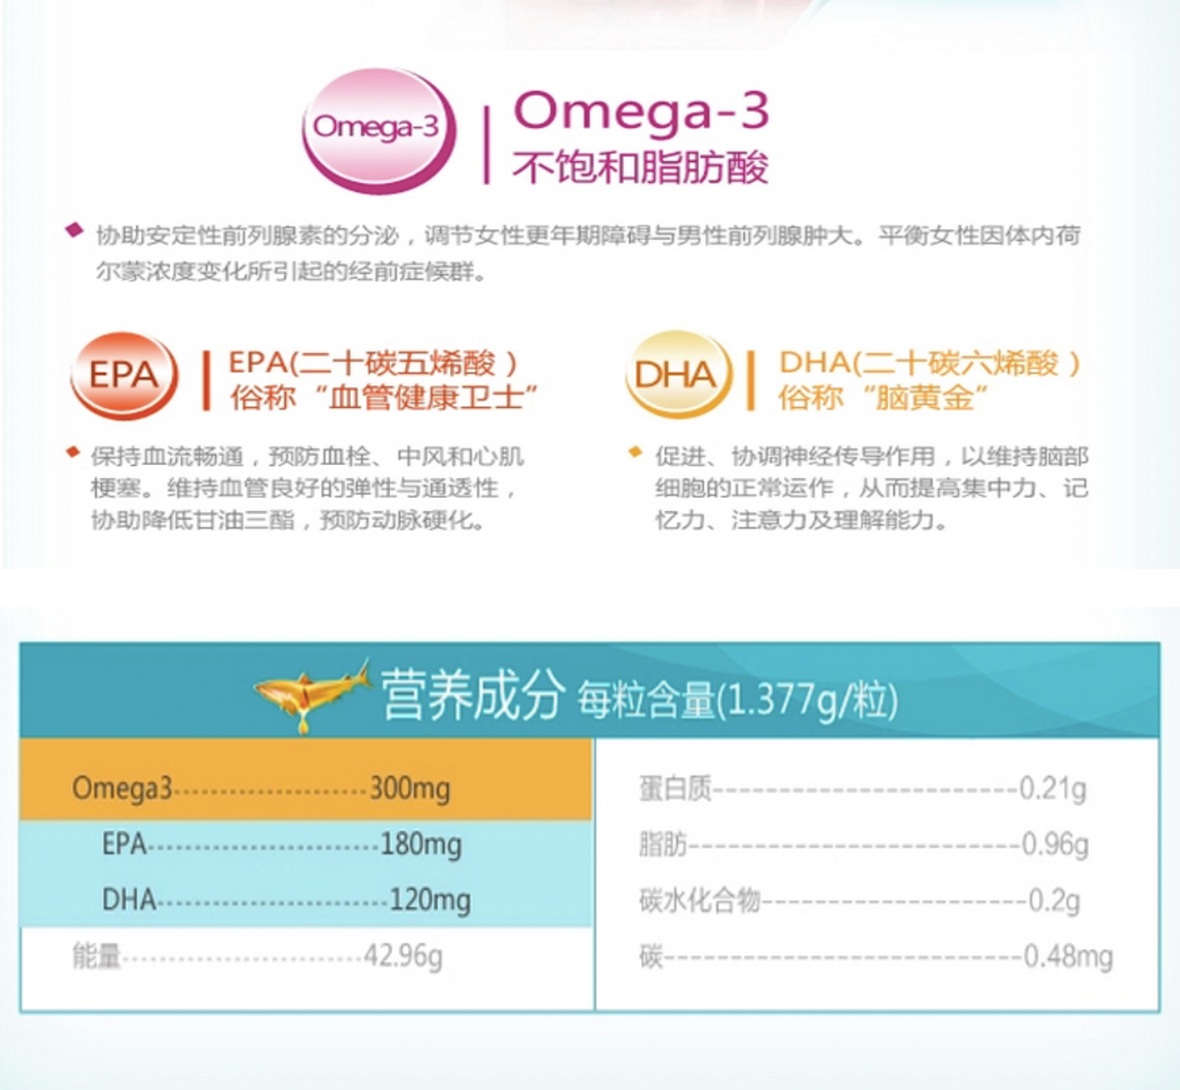 Omega-3
Omega-3
不饱和脂肪酸
协助安定性前列腺素的分泌，调节女性更年期障碍与男性前列腺肿大。平衡女性因体内荷
尔蒙浓度变化所引起的经前症候群。
EPA
EPA(二十碳五烯酸）
俗称“血管健康卫士”
保持血流畅通，预防血栓、中风和心肌
梗塞。维持血管良好的弹性与通透性，
协助降低甘油三酯，预防动脉硬化。
DHA
DHA(二十碳六烯酸）
俗称“脑黄金”
促进、协调神经传导作用，以维持脑部
细胞的正常运作，从而提高集中力、记
忆力、注意力及理解能力。
营养成分 每粒含量(1.377g/粒)
Omega3--------------------300mg
EPA------------------------180mg
DHA------------------------120mg
能量-------------------------42.96g
蛋白质------------------------0.21g
脂肪--------------------------0.96g
碳水化合物---------------------0.2g
碳----------------------------0.48mg